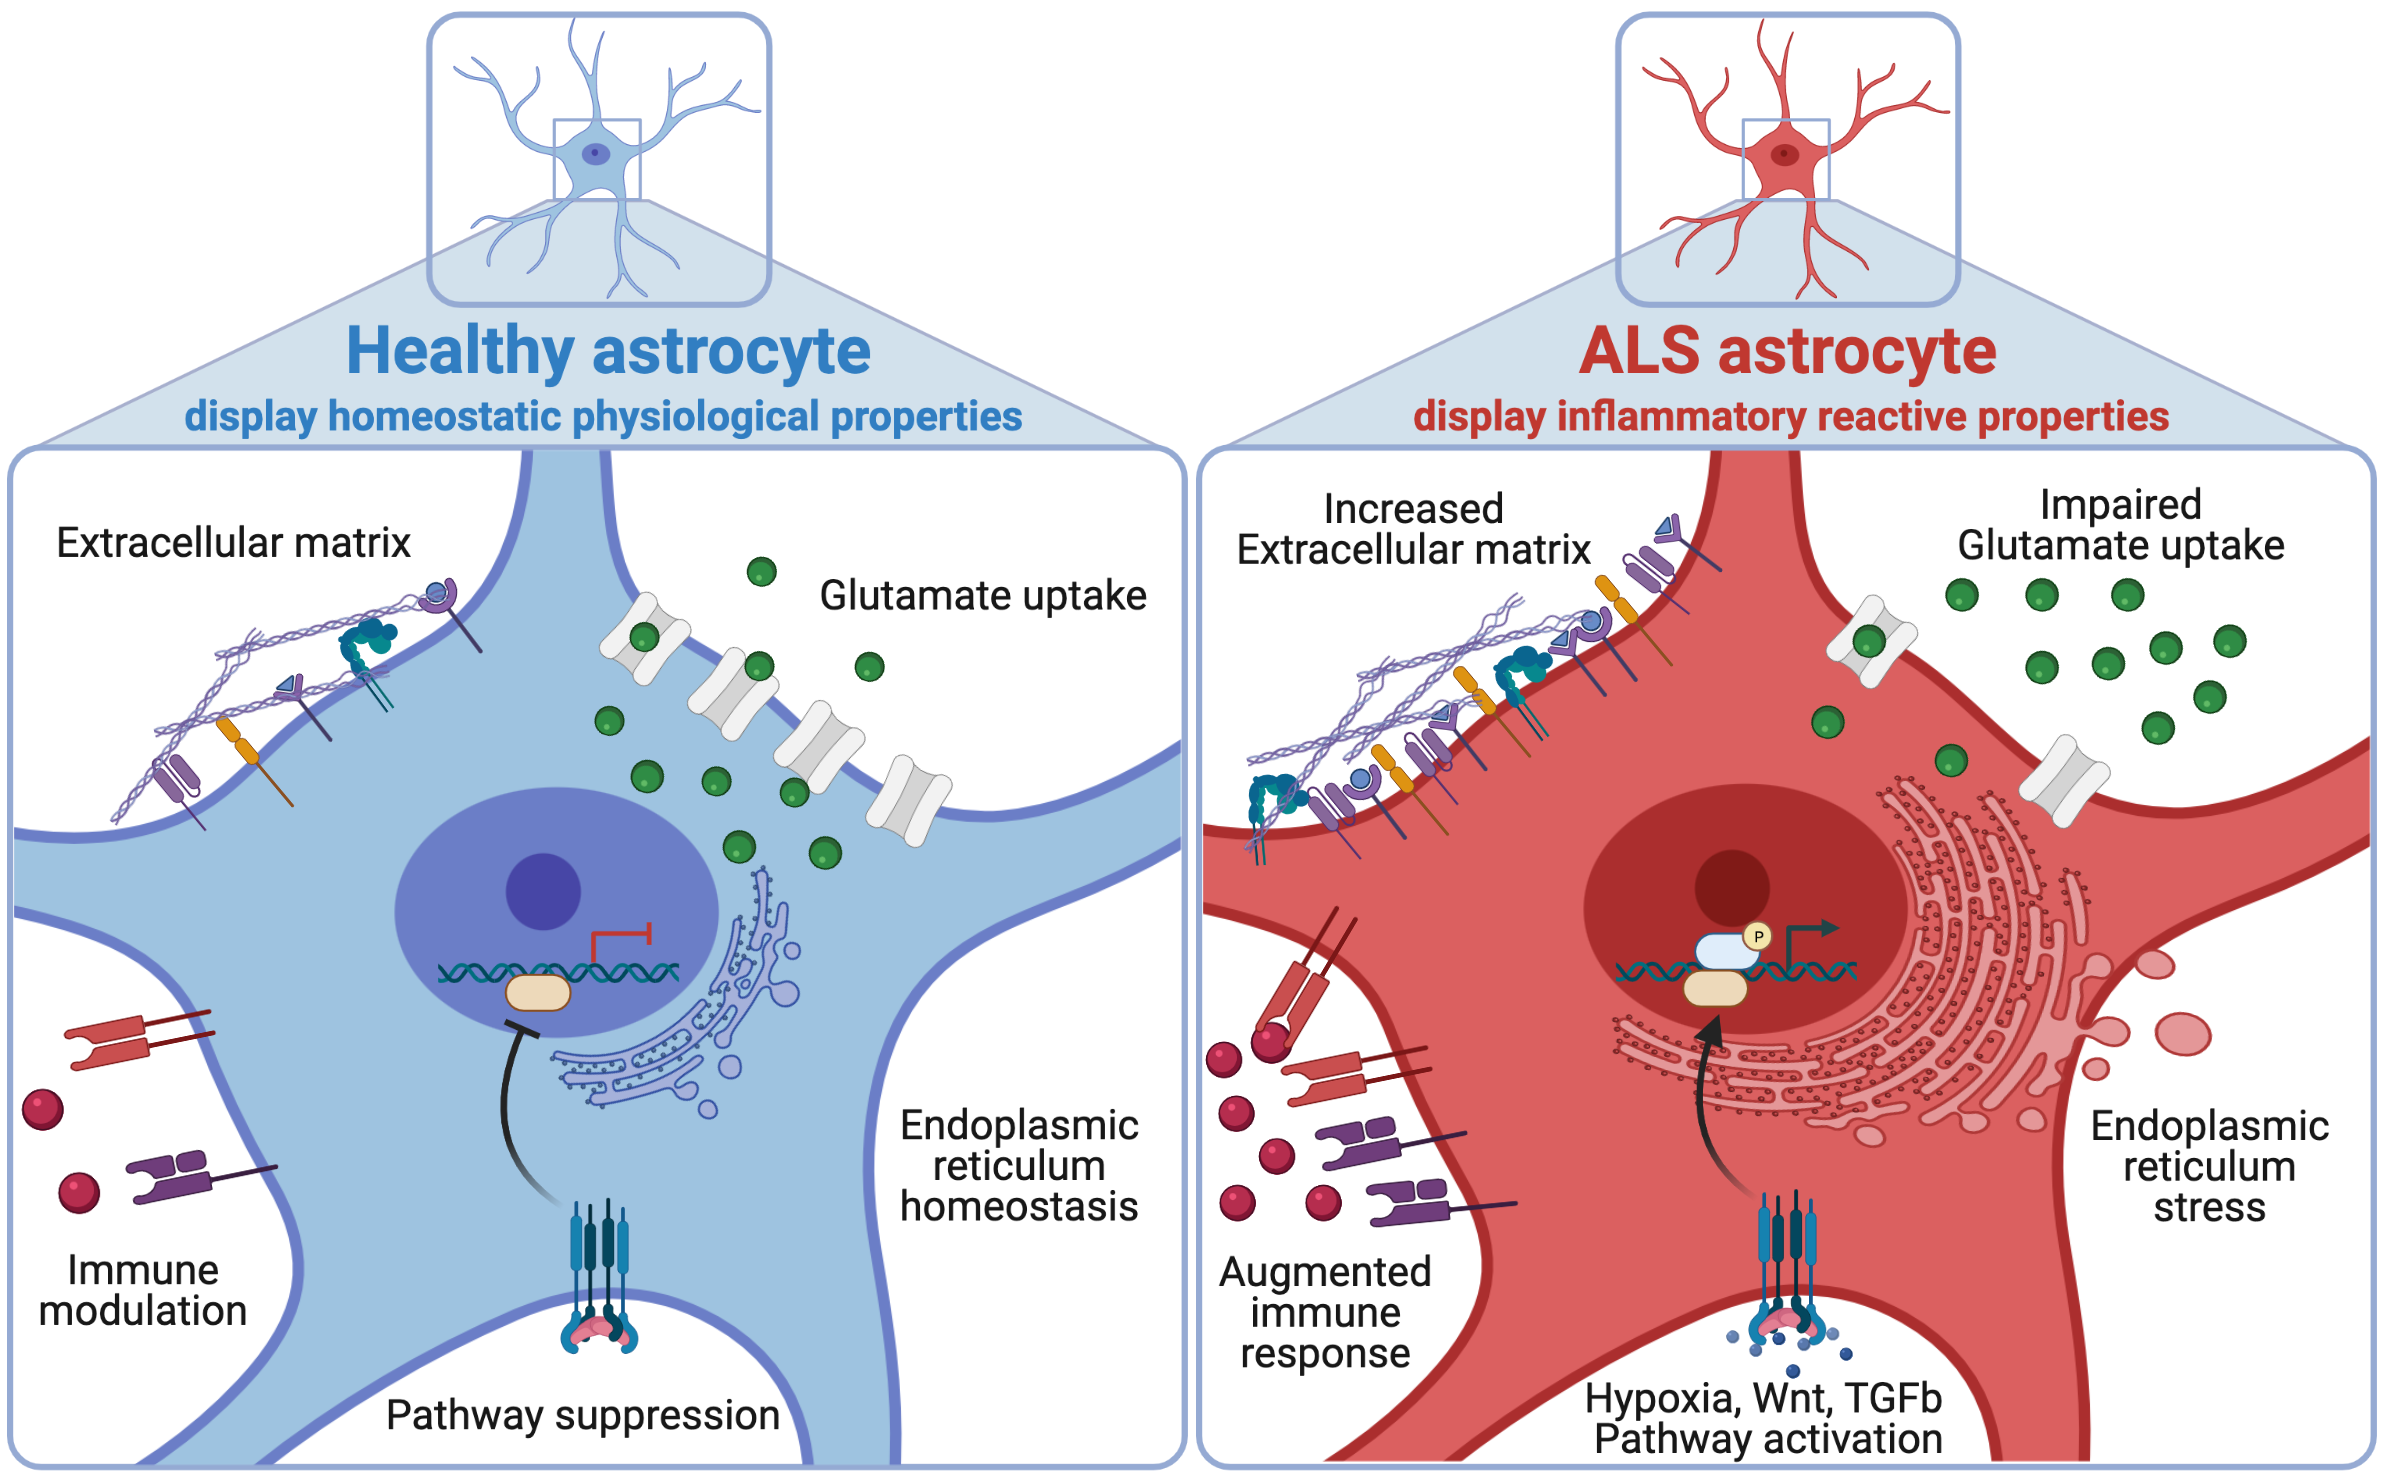 Healthy astrocyte
display homeostatic physiological properties
Extracellular matrix
Glutamate uptake
Endoplasmic
reticulum
homeostasis
Immune
modulation
Pathway suppression
ALS astrocyte
display inflammatory reactive properties
Increased
Extracellular matrix
Impaired
Glutamate uptake
P
Endoplasmic
reticulum
stress
Augmented
immune
response
Hypoxia, Wnt, TGFb
Pathway activation